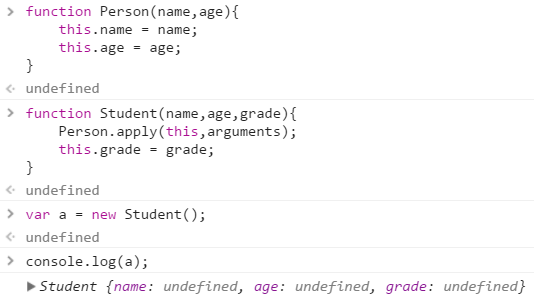 > function Person(name,age){
this.name = name;
this.age = age;
}
undefined
> function Student(name,age,grade){
Person.apply(this,arguments);
this.grade = grade;
}
undefined
> var a = new Student();
undefined
> console.log(a);
▶Student {name: undefined, age: undefined, grade: undefined}